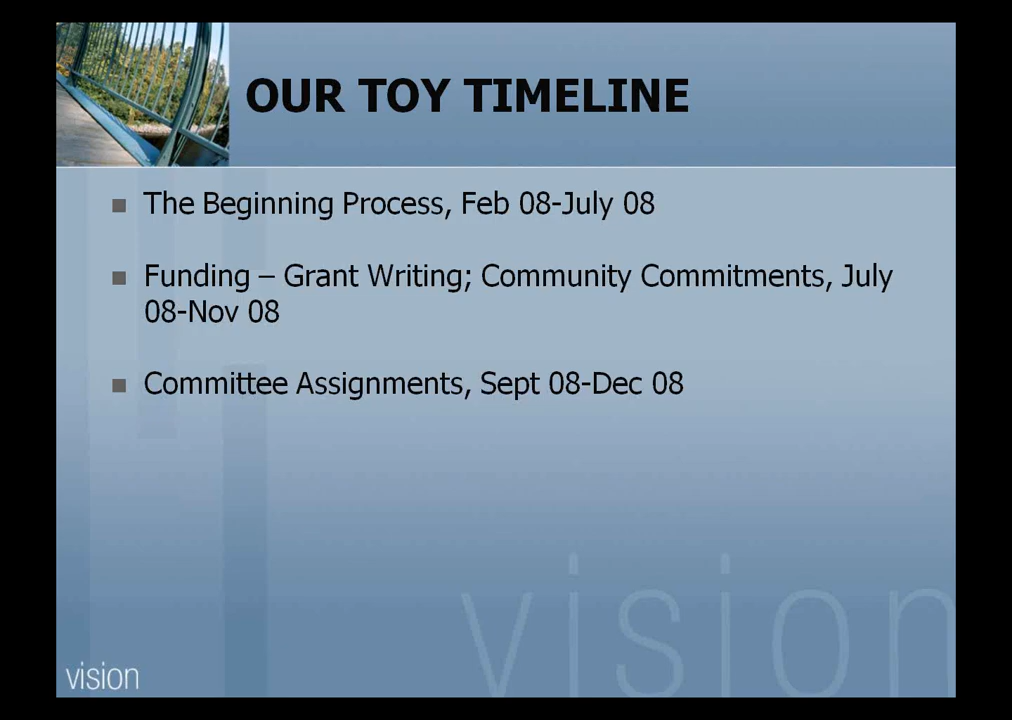 OUR TOY TIMELINE
The Beginning Process, Feb 08-July 08
Funding – Grant Writing; Community Commitments, July
08-Nov 08
Committee Assignments, Sept 08-Dec 08
vision
vision